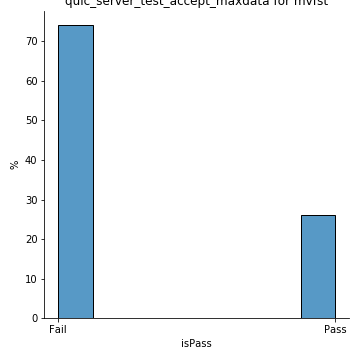 quic_server_test_accept_maxdata for mvfst
70
60
50
40
30
20
10
0
%
Fail
Pass
isPass